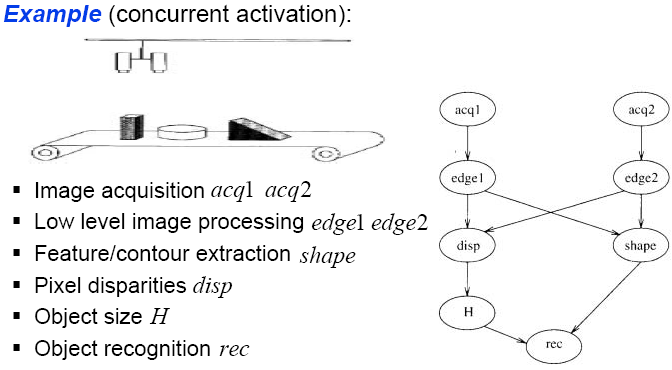 Example (concurrent activation):
▪ Image acquisition acq1 acq2
▪ Low level image processing edge1 edge2
▪ Feature/contour extraction shape
▪ Pixel disparities disp
▪ Object size H
▪ Object recognition rec
acq1 acq2
edge1 edge2
disp shape
H
rec